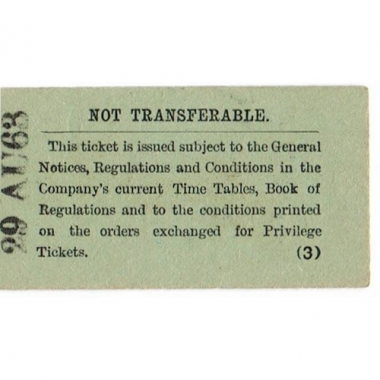 29 AU63
NOT TRANSFERABLE.
This ticket is issued subject to the General
Notices, Regulations and Conditions in the
Company's current Time Tables, Book of
Regulations and to the conditions printed
on the orders exchanged for Privilege
Tickets. (3)